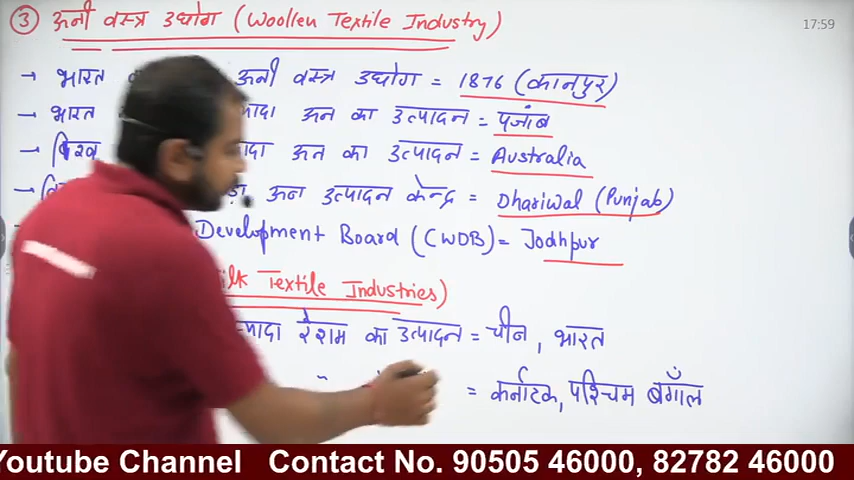 ③ ऊनी वस्त्र उद्योग (Woollen Textile Industry)
17:59
→ भारत ऊनी वस्त्र उद्योग = 1876 (कानपुर)
→ भारत ऊन का उत्पादन = पंजाब
→ विश्व ऊन का उत्पादन = Australia
→ ऊन उत्पादन केन्द्र = Dhariwal (Punjab)
Development Board (CWDB) = Jodhpur
Textile Industries)
रेशम का उत्पादन = चीन, भारत
" = कर्नाटक, पश्चिम बगाँल
Youtube Channel Contact No. 90505 46000, 82782 46000